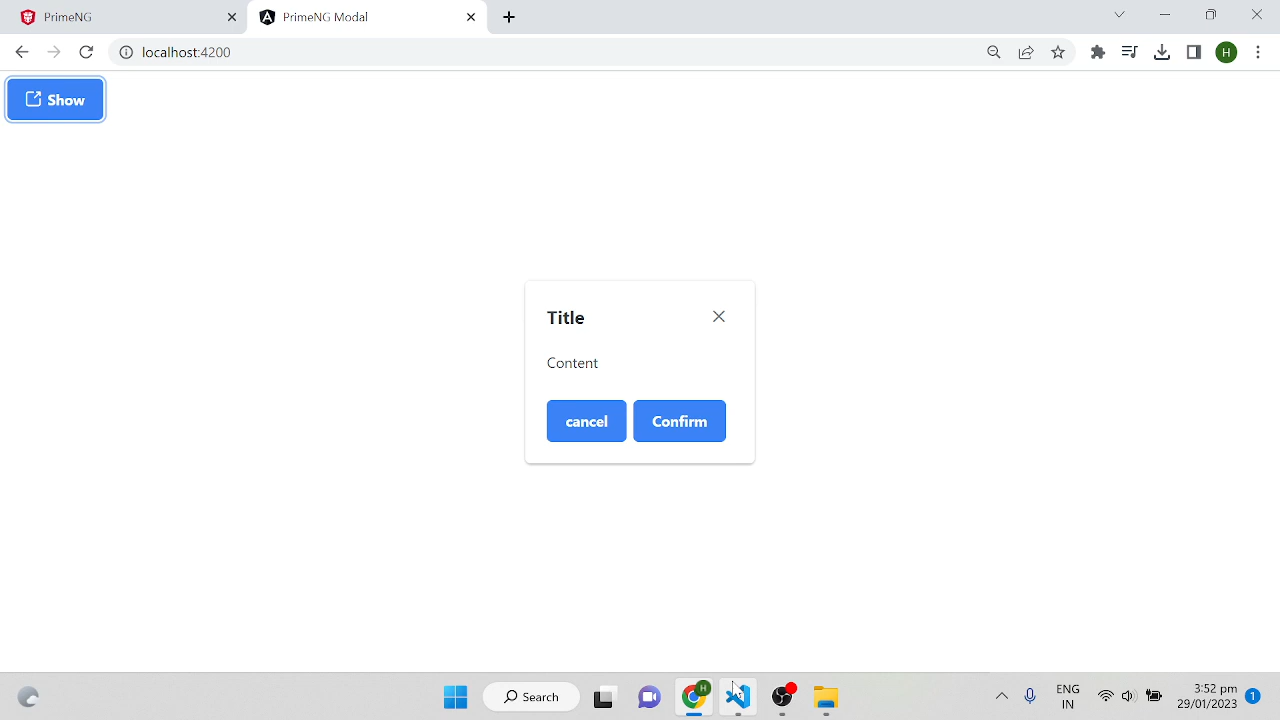 PrimeNG
PrimeNG Modal
localhost:4200
H
Show
Title
Content
cancel
Confirm
Search
H
ENG
IN
3:52 pm
29/01/2023
1